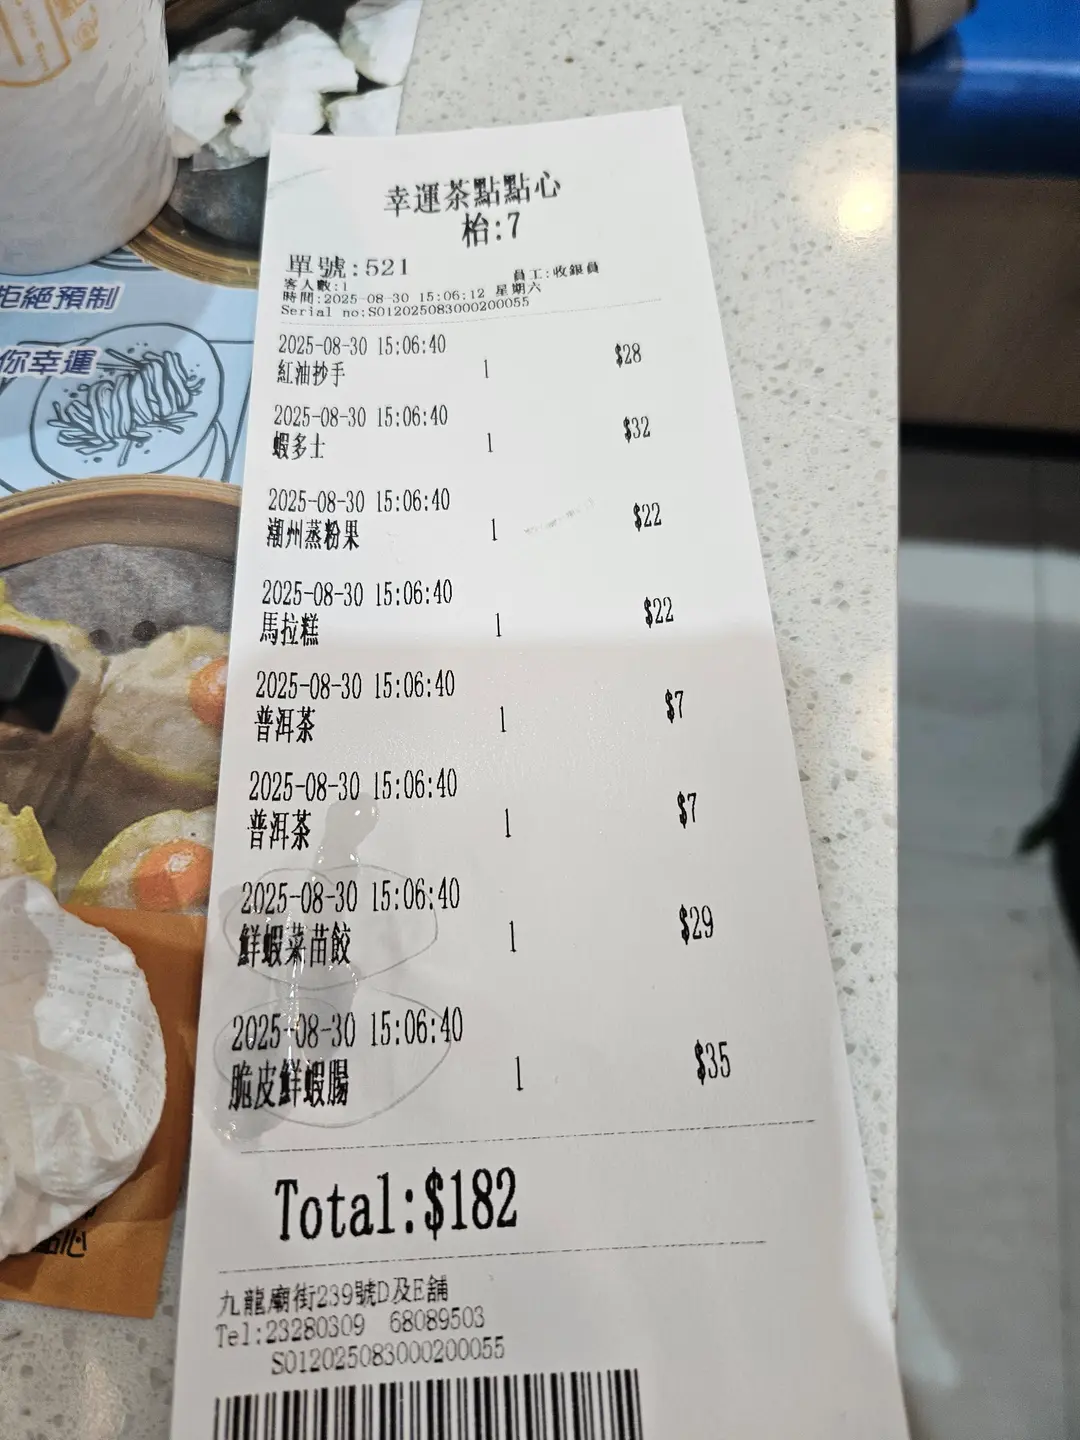 拒絕預制
你幸運
幸運茶點點心
枱:7
單號:521
員工:收銀員
客人數:1
時間:2025-08-30 15:06:12 星期六
Serial no:S012025083000200055
2025-08-30 15:06:40
紅油抄手 1 $28
2025-08-30 15:06:40
蝦多士 1 $32
2025-08-30 15:06:40
潮州蒸粉果 1 $22
2025-08-30 15:06:40
馬拉糕 1 $22
2025-08-30 15:06:40
普洱茶 1 $7
2025-08-30 15:06:40
普洱茶 1 $7
2025-08-30 15:06:40
鮮蝦菜苗餃 1 $29
2025-08-30 15:06:40
脆皮鮮蝦腸 1 $35
Total:$182
九龍廟街239號D及E舖
Tel:23280309 68089503
S012025083000200055
點心